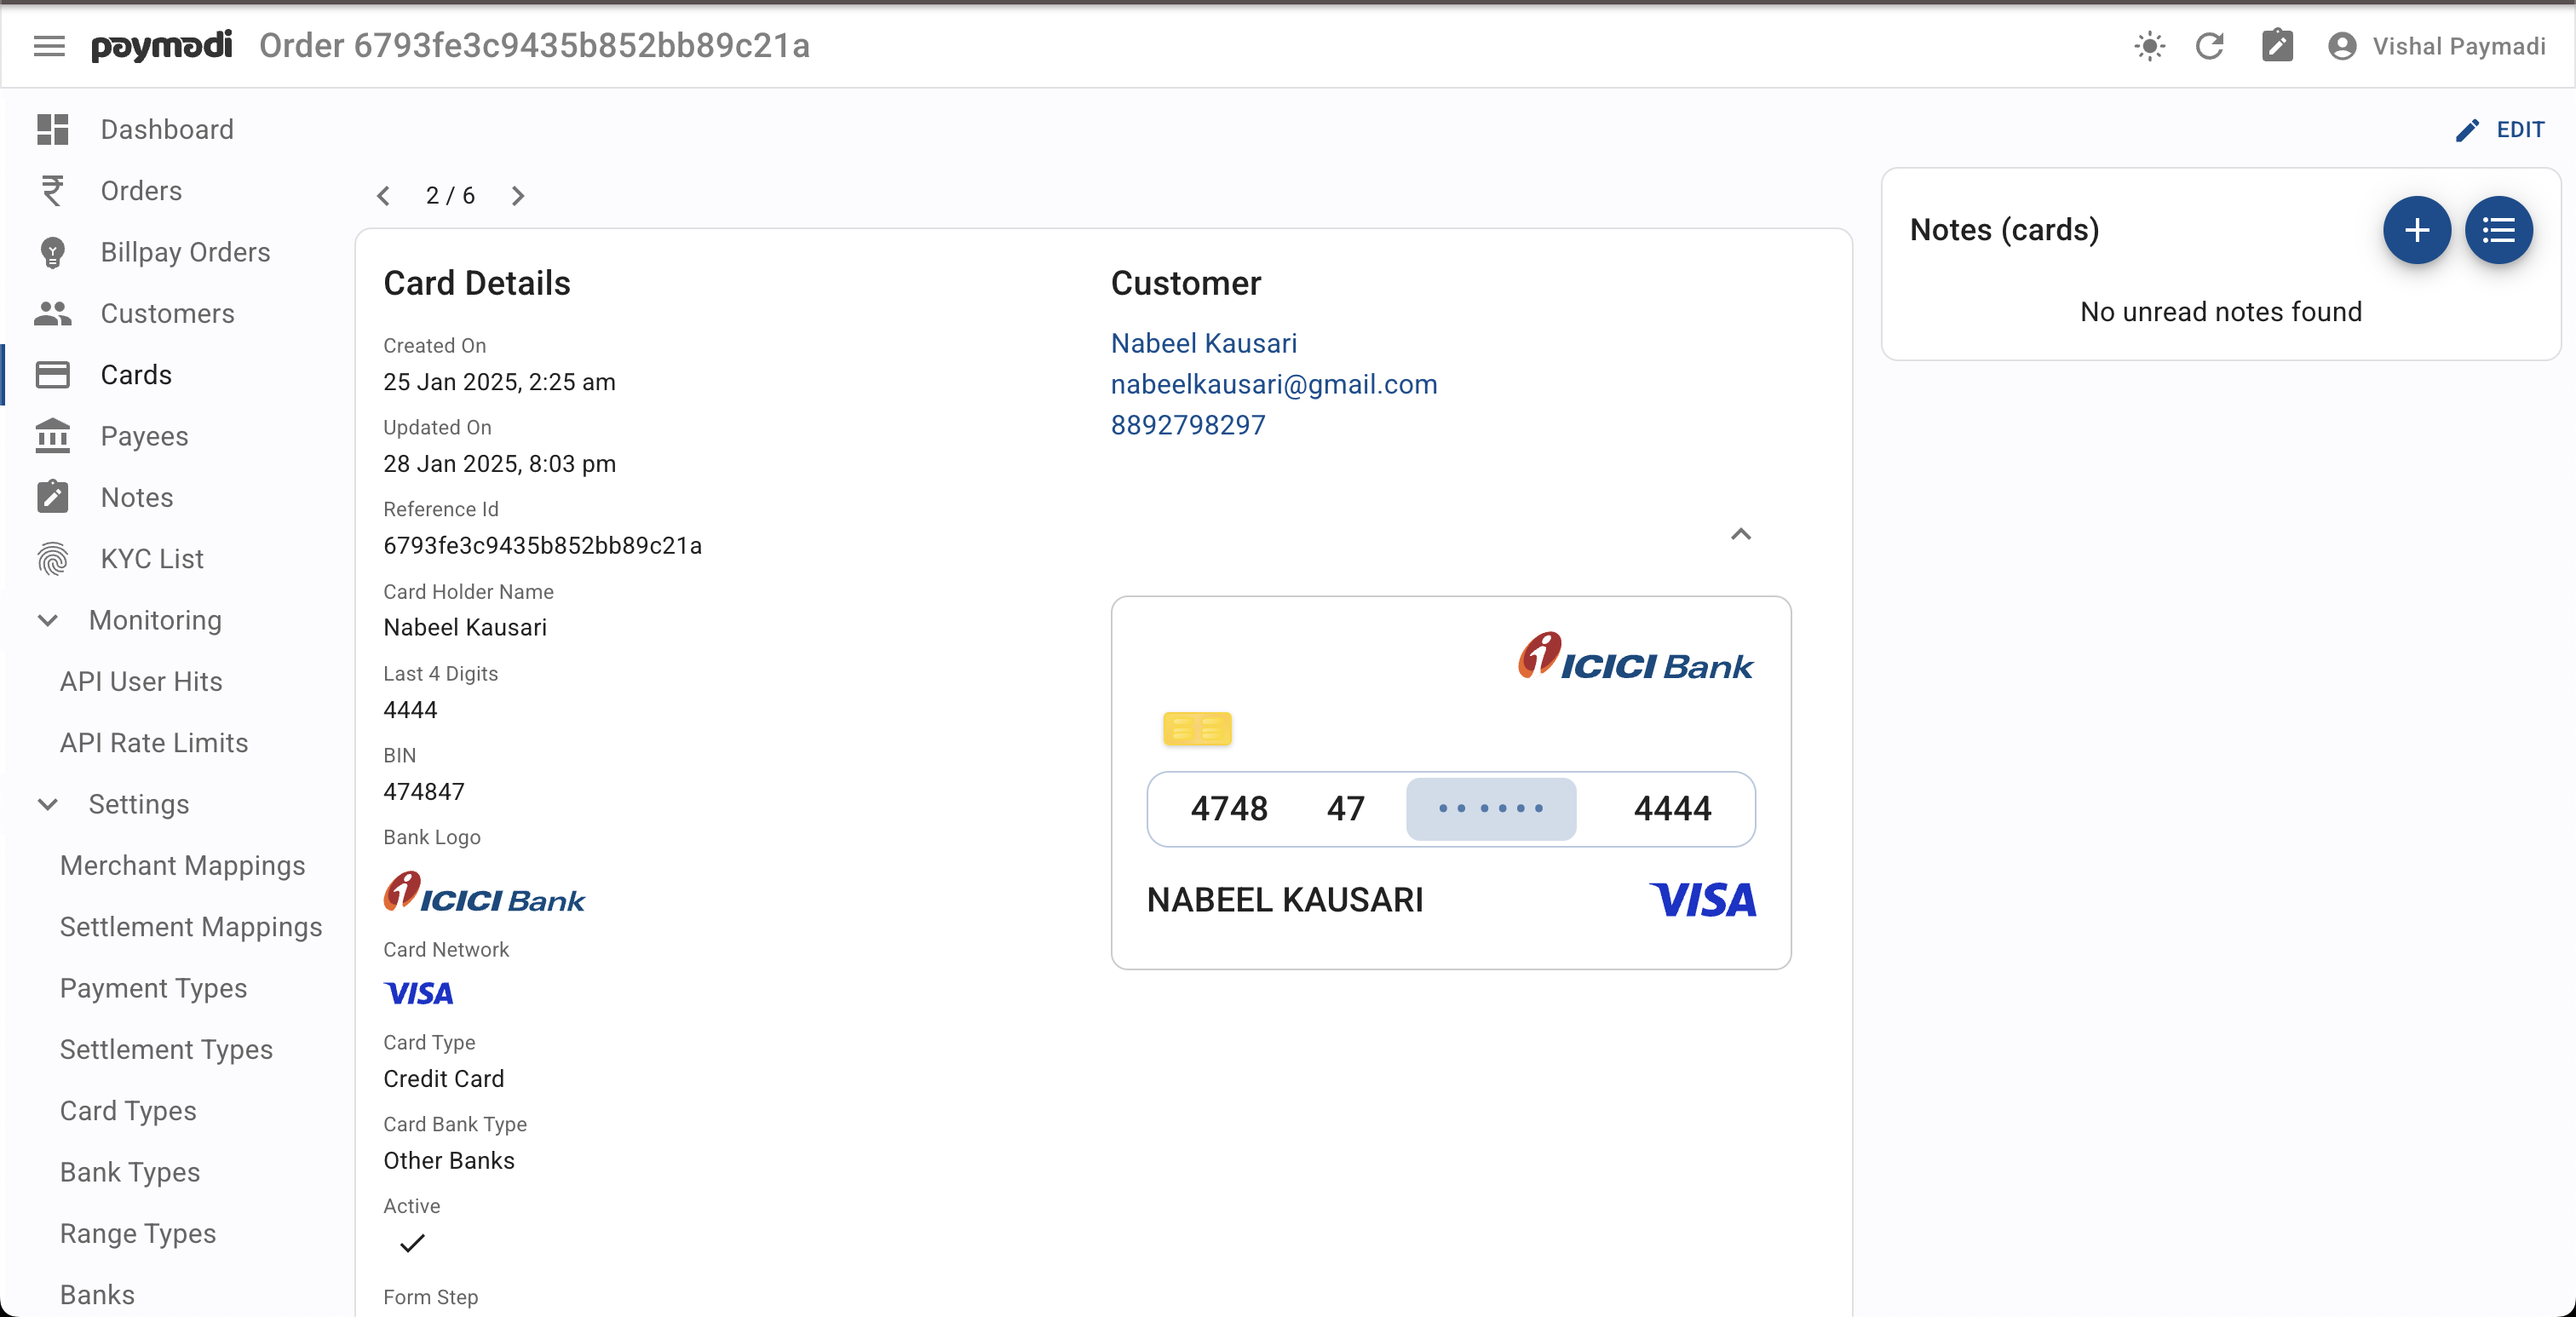 paymadi Order 6793fe3c9435b852bb89c21a
Vishal Paymadi
Dashboard
Orders
Billpay Orders
Customers
Cards
Payees
Notes
KYC List
Monitoring
API User Hits
API Rate Limits
Settings
Merchant Mappings
Settlement Mappings
Payment Types
Settlement Types
Card Types
Bank Types
Range Types
Banks
EDIT
2 / 6
Card Details
Created On
25 Jan 2025, 2:25 am
Updated On
28 Jan 2025, 8:03 pm
Reference Id
6793fe3c9435b852bb89c21a
Card Holder Name
Nabeel Kausari
Last 4 Digits
4444
BIN
474847
Bank Logo
ICICI Bank
Card Network
VISA
Card Type
Credit Card
Card Bank Type
Other Banks
Active
Form Step
Customer
Nabeel Kausari
nabeelkausari@gmail.com
8892798297
ICICI Bank
4748 47 •••••• 4444
NABEEL KAUSARI VISA
Notes (cards)
No unread notes found